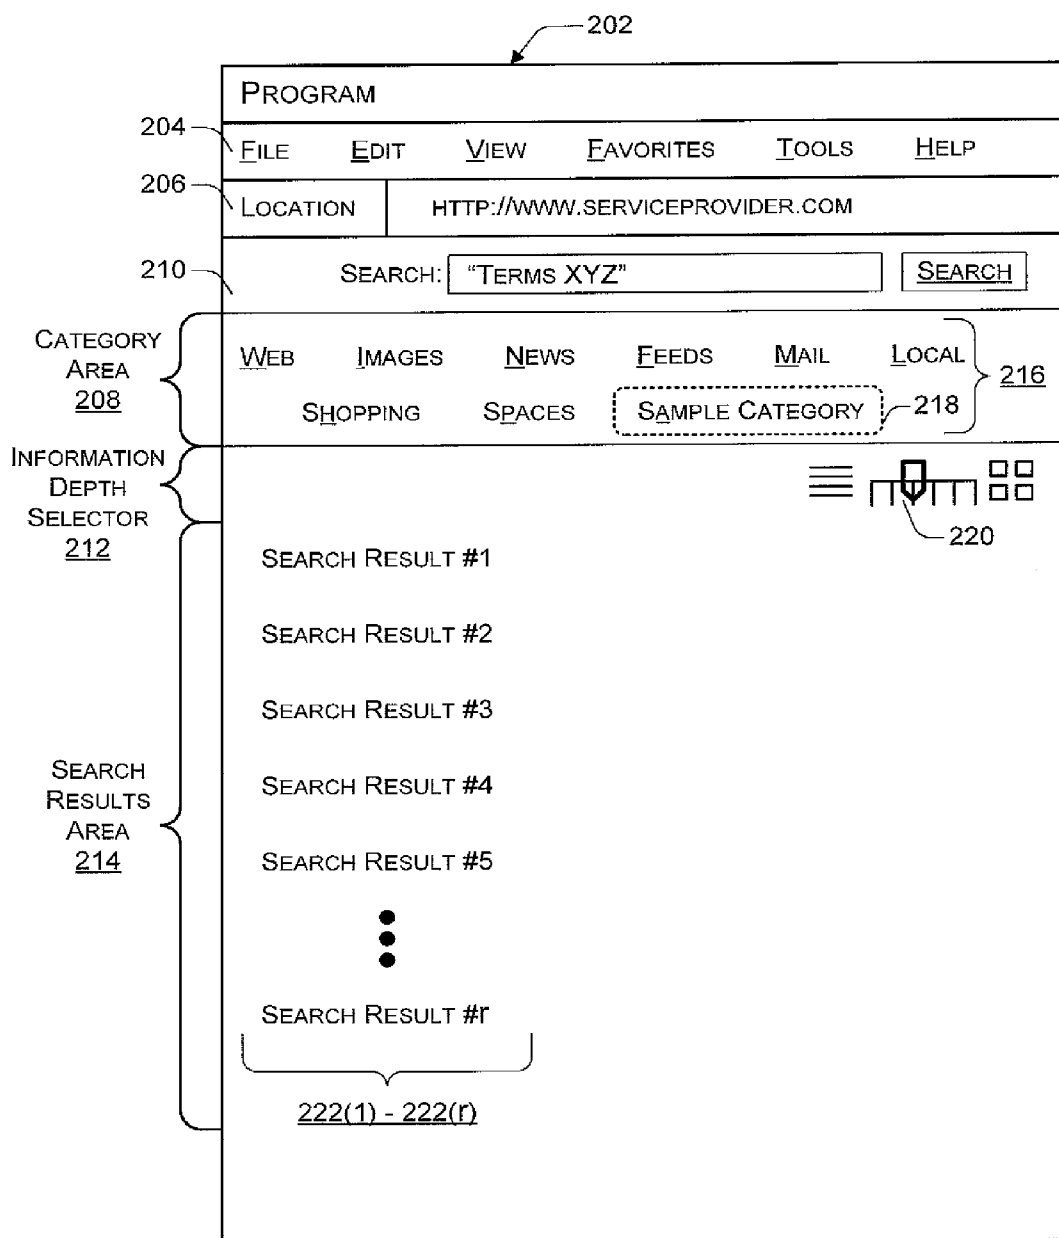 202
PROGRAM
204
FILE EDIT VIEW FAVORITES TOOLS HELP
206
LOCATION HTTP://WWW.SERVICEPROVIDER.COM
210
SEARCH: "TERMS XYZ" SEARCH
CATEGORY
AREA
208
WEB IMAGES NEWS FEEDS MAIL LOCAL
216
SHOPPING SPACES SAMPLE CATEGORY
218
INFORMATION
DEPTH
SELECTOR
212
220
SEARCH RESULT #1
SEARCH RESULT #2
SEARCH RESULT #3
SEARCH RESULT #4
SEARCH
RESULTS
AREA
214
SEARCH RESULT #5
SEARCH RESULT #r
222(1) - 222(r)